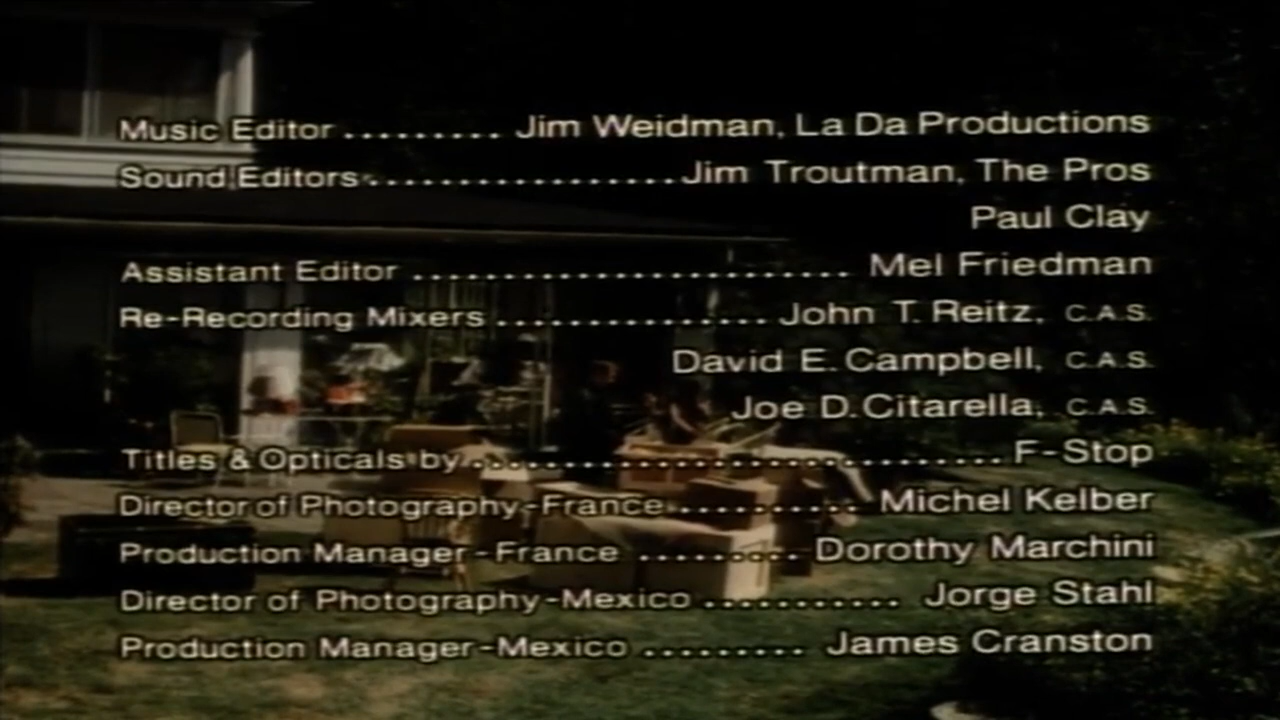 Music Editor ......... Jim Weidman, La Da Productions
Sound Editors .................. Jim Troutman, The Pros
Paul Clay
Assistant Editor ......................... Mel Friedman
Re-Recording Mixers ............... John T. Reitz, C.A.S.
David E. Campbell, C.A.S.
Joe D. Citarella, C.A.S.
Titles & Opticals by ............................. F-Stop
Director of Photography-France .......... Michel Kelber
Production Manager-France ......... Dorothy Marchini
Director of Photography-Mexico ........... Jorge Stahl
Production Manager-Mexico ......... James Cranston